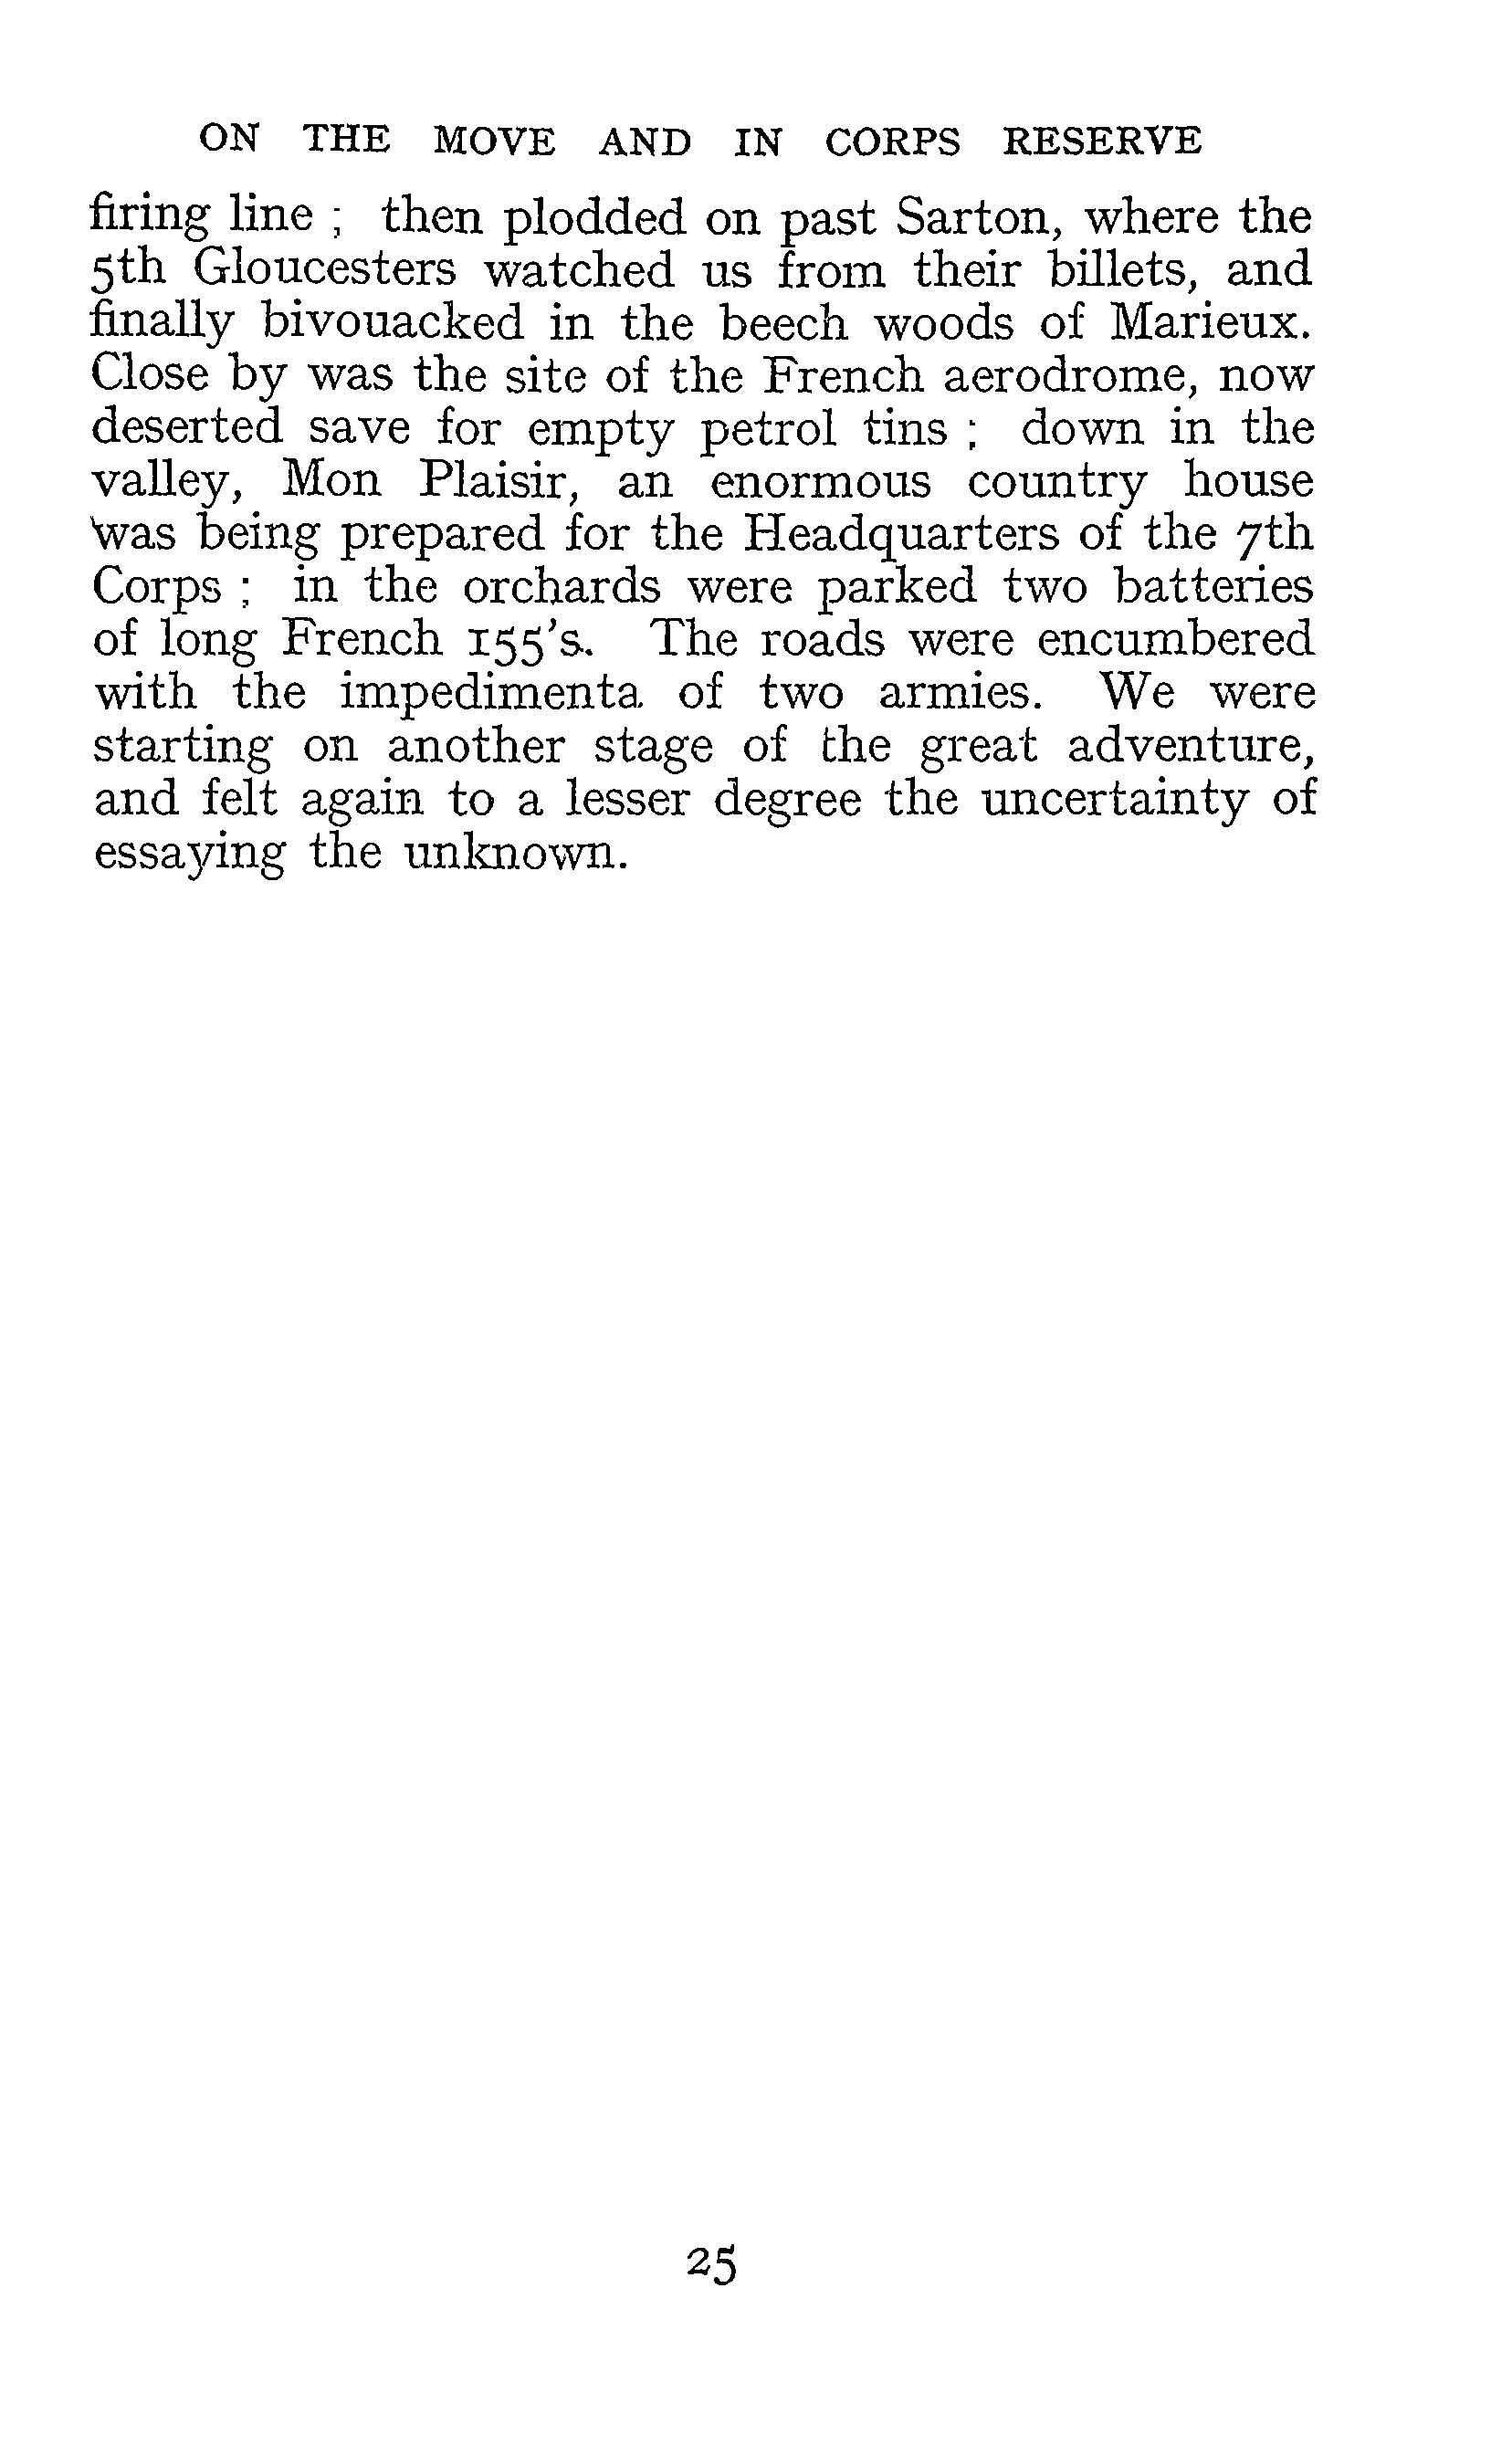 ON THE MOVE AND IN CORPS RESERVE
firing line ; then plodded on past Sarton, where the
5th Gloucesters watched us from their billets, and
finally bivouacked in the beech woods of Marieux.
Close by was the site of the French aerodrome, now
deserted save for empty petrol tins ; down in the
valley, Mon Plaisir, an enormous country house
was being prepared for the Headquarters of the 7th
Corps ; in the orchards were parked two batteries
of long French 155's. The roads were encumbered
with the impedimenta of two armies. We were
starting on another stage of the great adventure,
and felt again to a lesser degree the uncertainty of
essaying the unknown.
25